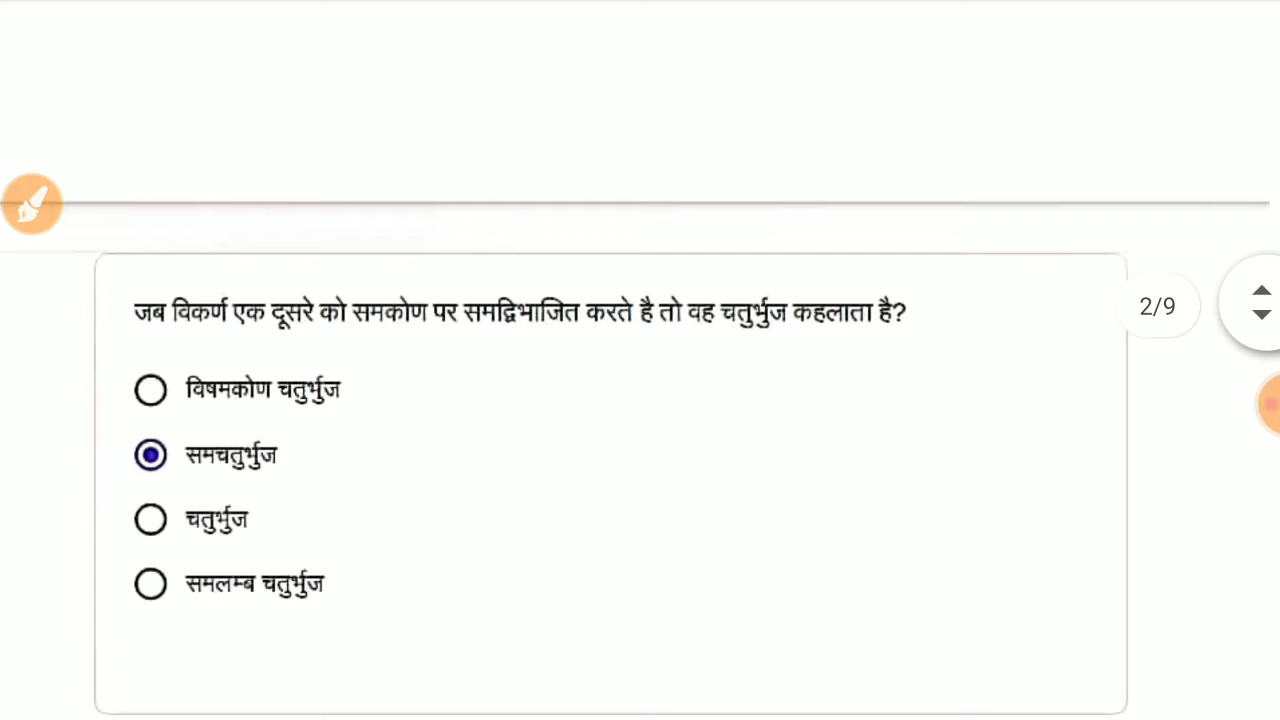 जब विकर्ण एक दूसरे को समकोण पर समद्विभाजित करते है तो वह चतुर्भुज कहलाता है?
2/9
विषमकोण चतुर्भुज
समचतुर्भुज
चतुर्भुज
समलम्ब चतुर्भुज